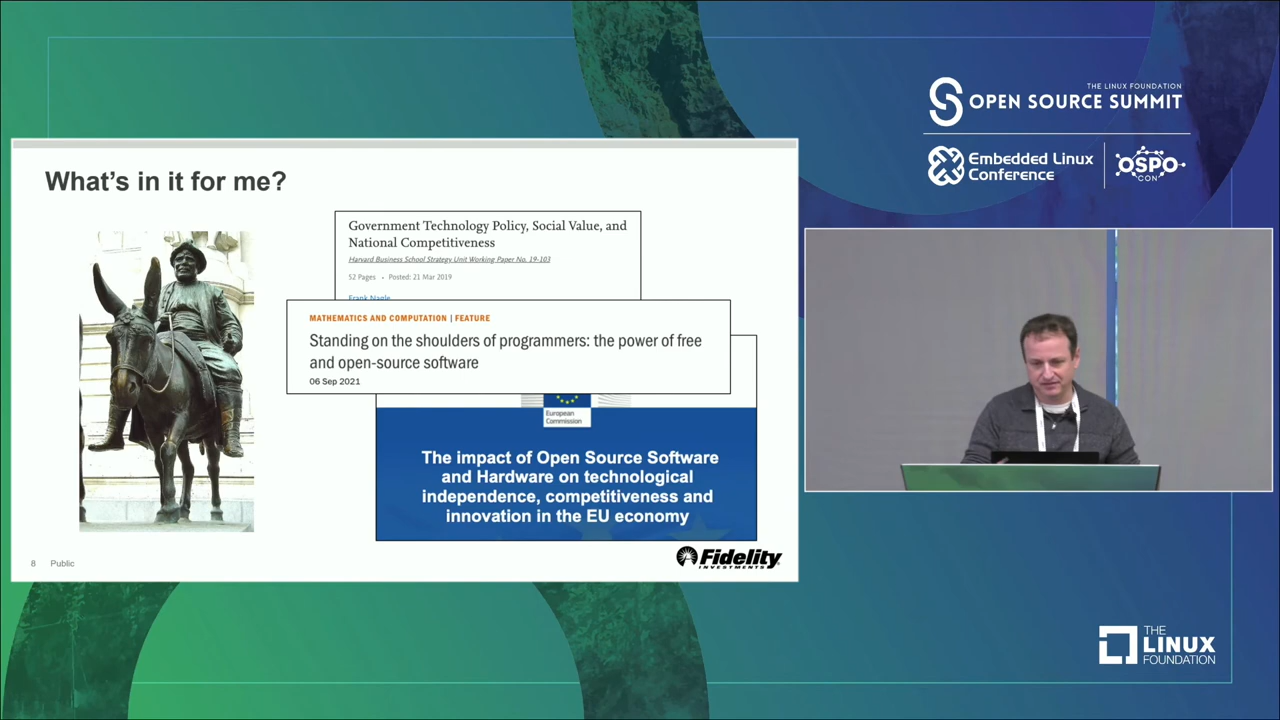 THE LINUX FOUNDATION
OPEN SOURCE SUMMIT
Embedded Linux
Conference
OSPO
CON
What's in it for me?
Government Technology Policy, Social Value, and
National Competitiveness
Harvard Business School Strategy Unit Working Paper No. 19-103
52 Pages • Posted: 21 Mar 2019
Frank Nagle
MATHEMATICS AND COMPUTATION | FEATURE
Standing on the shoulders of programmers: the power of free
and open-source software
06 Sep 2021
European
Commission
The impact of Open Source Software
and Hardware on technological
independence, competitiveness and
innovation in the EU economy
8 Public
Fidelity
INVESTMENTS
THE
LINUX
FOUNDATION